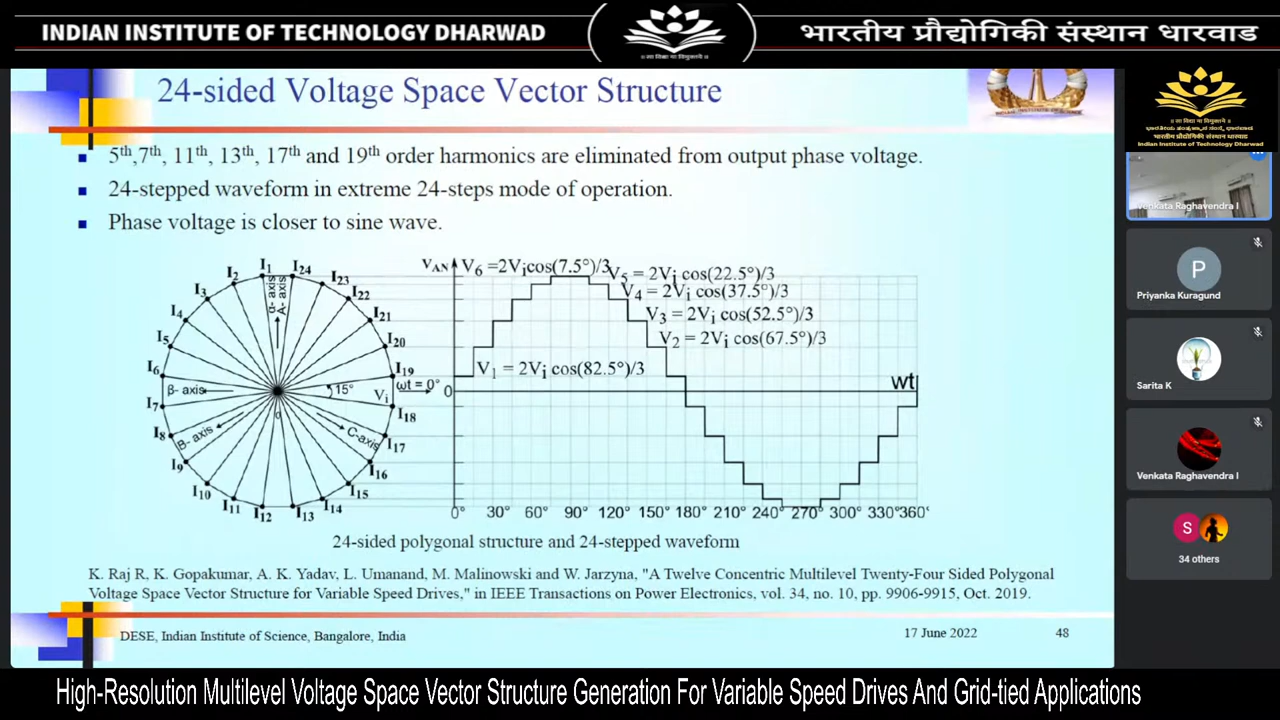 INDIAN INSTITUTE OF TECHNOLOGY DHARWAD
भारतीय प्रौद्योगिकी संस्थान धारवाड
24-sided Voltage Space Vector Structure
▪ 5th,7th, 11th, 13th, 17th and 19th order harmonics are eliminated from output phase voltage.
▪ 24-stepped waveform in extreme 24-steps mode of operation.
▪ Phase voltage is closer to sine wave.
I1
I2
I3
I4
I5
I6
I7
I8
I9
I10
I11
I12
I13
I14
I15
I16
I17
I18
I19
I20
I21
I22
I23
I24
α- axis
A- axis
β- axis
B- axis
C-axis
15°
Vi
0
ωt = 0°
VAN
V6 =2Vicos(7.5°)/3
V5 = 2Vi cos(22.5°)/3
V4 = 2Vi cos(37.5°)/3
V3 = 2Vi cos(52.5°)/3
V2 = 2Vi cos(67.5°)/3
V1 = 2Vi cos(82.5°)/3
0
wt
0° 30° 60° 90° 120° 150° 180° 210° 240° 270° 300° 330° 360°
24-sided polygonal structure and 24-stepped waveform
K. Raj R, K. Gopakumar, A. K. Yadav, L. Umanand, M. Malinowski and W. Jarzyna, "A Twelve Concentric Multilevel Twenty-Four Sided Polygonal
Voltage Space Vector Structure for Variable Speed Drives," in IEEE Transactions on Power Electronics, vol. 34, no. 10, pp. 9906-9915, Oct. 2019.
DESE, Indian Institute of Science, Bangalore, India
17 June 2022
48
Indian Institute of Technology Dharwad
Venkata Raghavendra I
P
Priyanka Kuragund
Sarita K
Venkata Raghavendra I
S
34 others
High-Resolution Multilevel Voltage Space Vector Structure Generation For Variable Speed Drives And Grid-tied Applications